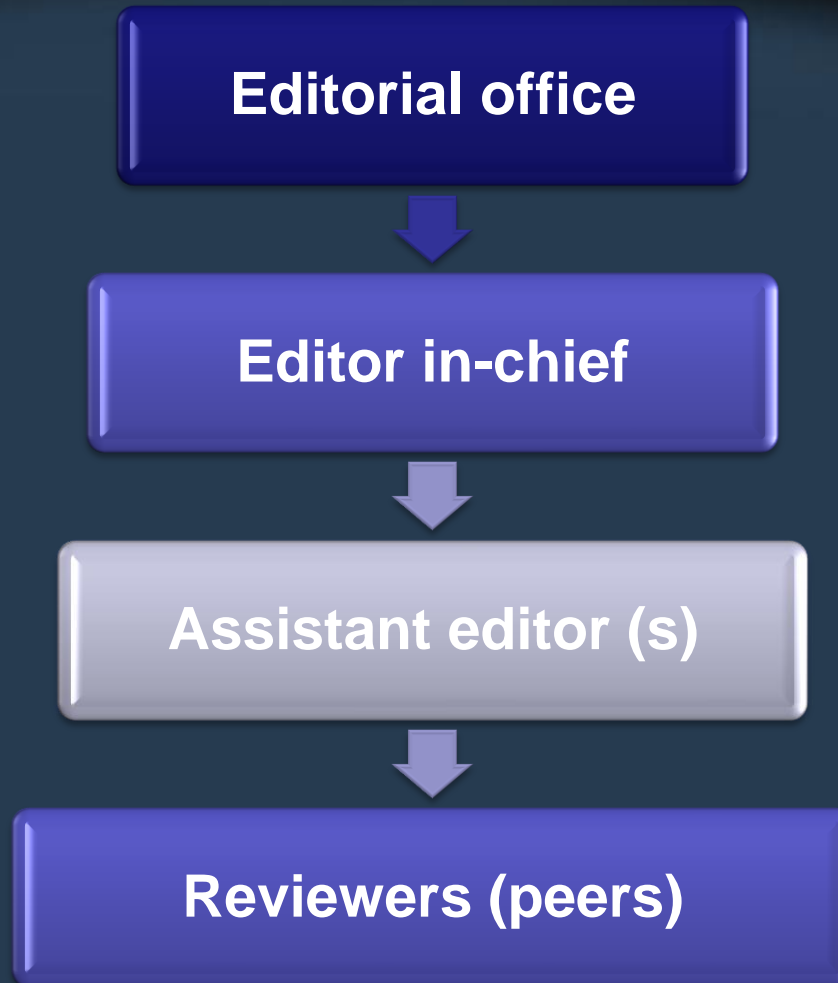 Editorial office
Editor in-chief
Assistant editor (s)
Reviewers (peers)